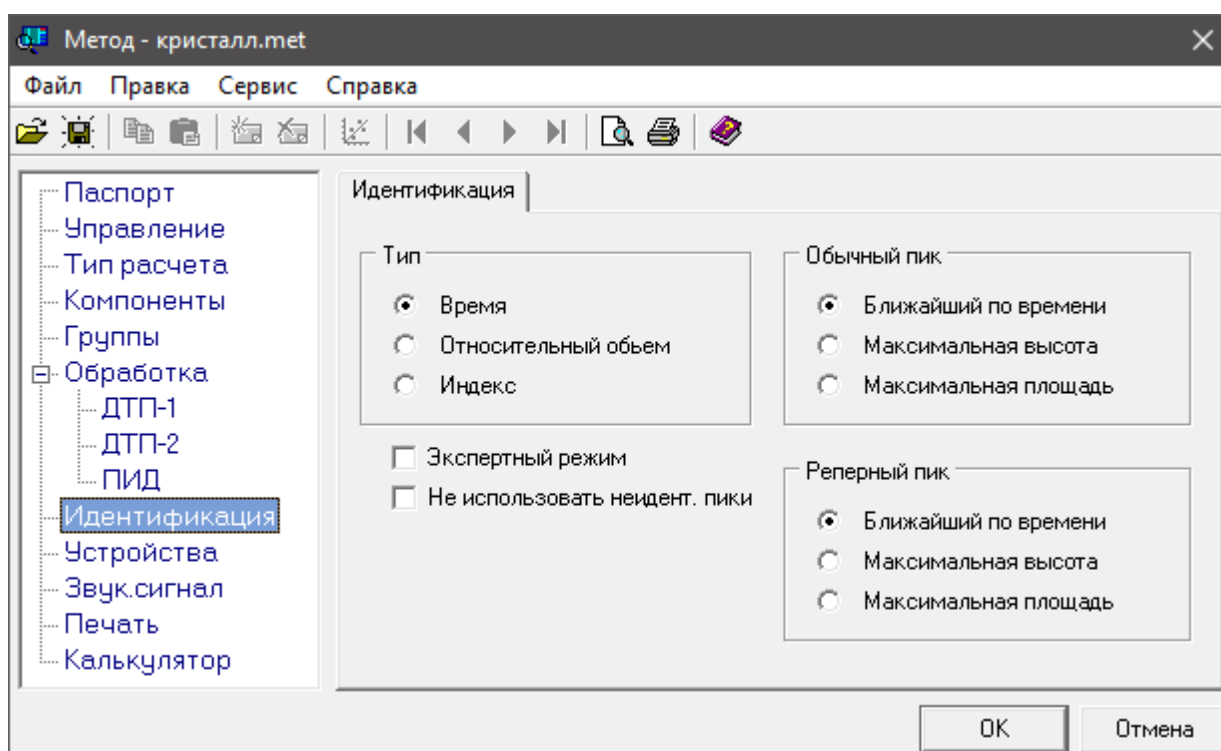 Метод - кристалл.met
Файл Правка Сервис Справка
Паспорт
Управление
Тип расчета
Компоненты
Группы
Обработка
ДТП-1
ДТП-2
ПИД
Идентификация
Устройства
Звук.сигнал
Печать
Калькулятор
Идентификация
Тип
Время
Относительный обьем
Индекс
Экспертный режим
Не использовать неидент. пики
Обычный пик
Ближайший по времени
Максимальная высота
Максимальная площадь
Реперный пик
Ближайший по времени
Максимальная высота
Максимальная площадь
OK
Отмена